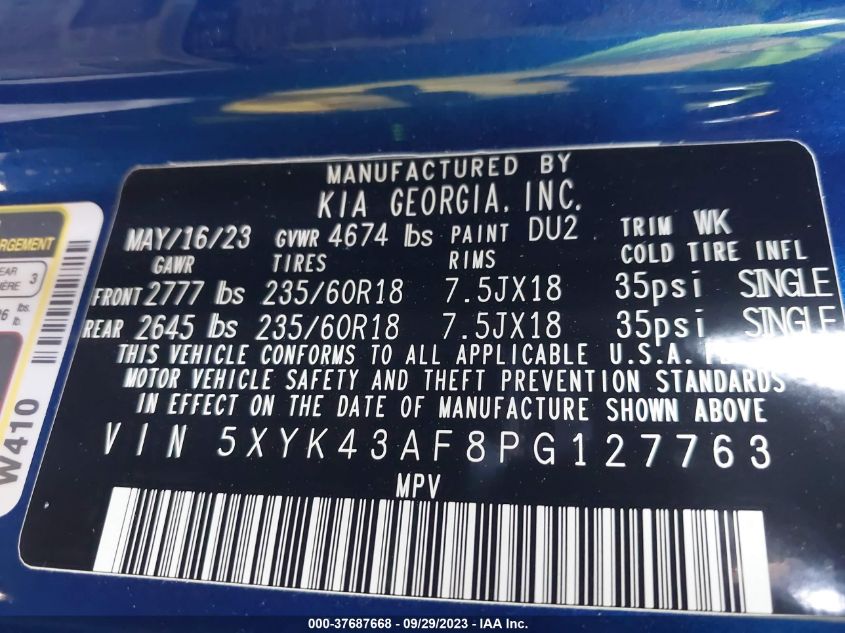 MANUFACTURED BY
KIA GEORGIA, INC.
MAY/16/23 GVWR 4674 lbs PAINT DU2 TRIM WK
GAWR TIRES RIMS COLD TIRE INFL
FRONT 2777 lbs 235/60R18 7.5JX18 35psi SINGLE
REAR 2645 lbs 235/60R18 7.5JX18 35psi SINGLE
THIS VEHICLE CONFORMS TO ALL APPLICABLE U.S.A.
MOTOR VEHICLE SAFETY AND THEFT PREVENTION STANDARDS
IN EFFECT ON THE DATE OF MANUFACTURE SHOWN ABOVE
VIN 5XYK43AF8PG127763
MPV
3
lb.
W410
000-37687668 - 09/29/2023 - IAA Inc.